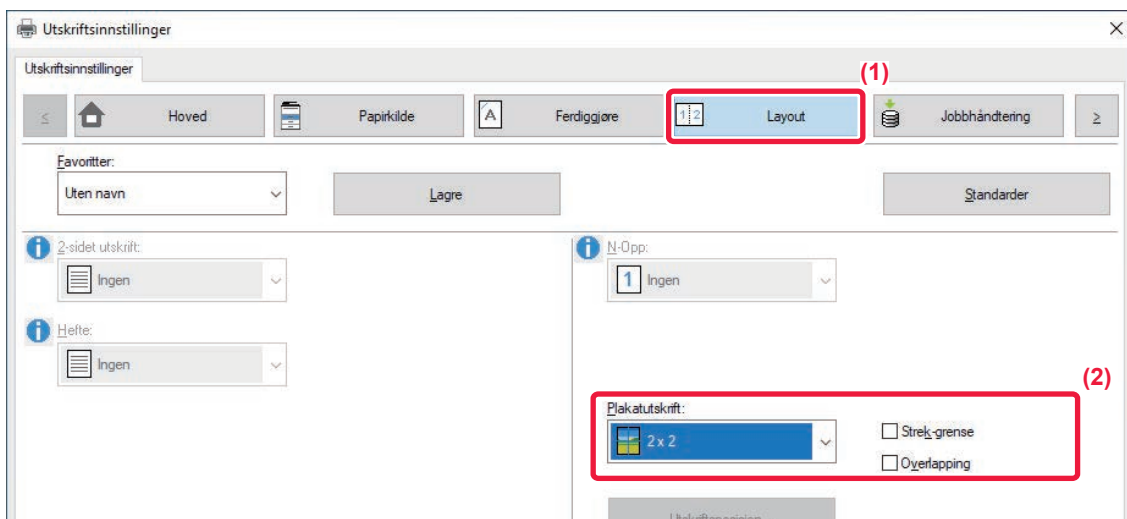 Utskriftsinnstillinger
Utskriftsinnstillinger
(1)
< Hoved Papirkilde Ferdiggjøre Layout Jobbhåndtering >
Favoritter:
Uten navn Lagre Standarder
2-sidet utskrift: N-Opp:
Ingen 1 Ingen
Hefte:
Ingen
(2)
Plakatutskrift:
2 x 2 Strek-grense
Overlapping